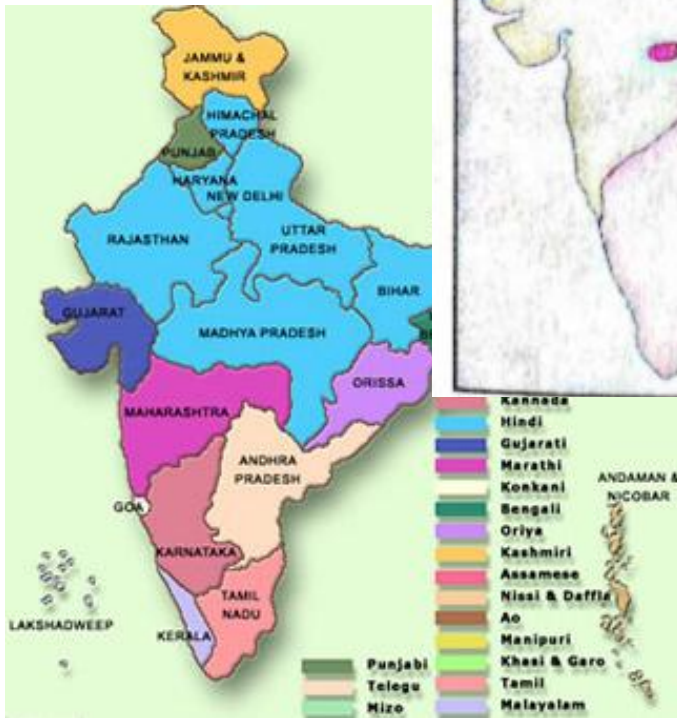 JAMMU &
KASHMIR
HIMACHAL
PRADESH
PUNJAB
HARYANA
NEW DELHI
UTTAR
PRADESH
RAJASTHAN
BIHAR
GUJARAT
MADHYA PRADESH
ORISSA
MAHARASHTRA
ANDHRA
PRADESH
GOA
KARNATAKA
TAMIL
NADU
KERALA
LAKSHADWEEP
ANDAMAN &
NICOBAR
Kannada
Hindi
Gujarati
Marathi
Konkani
Bengali
Oriya
Kashmiri
Assamese
Nissi & Daffla
Ao
Manipuri
Khasi & Garo
Tamil
Malayalam
Punjabi
Telegu
Mizo